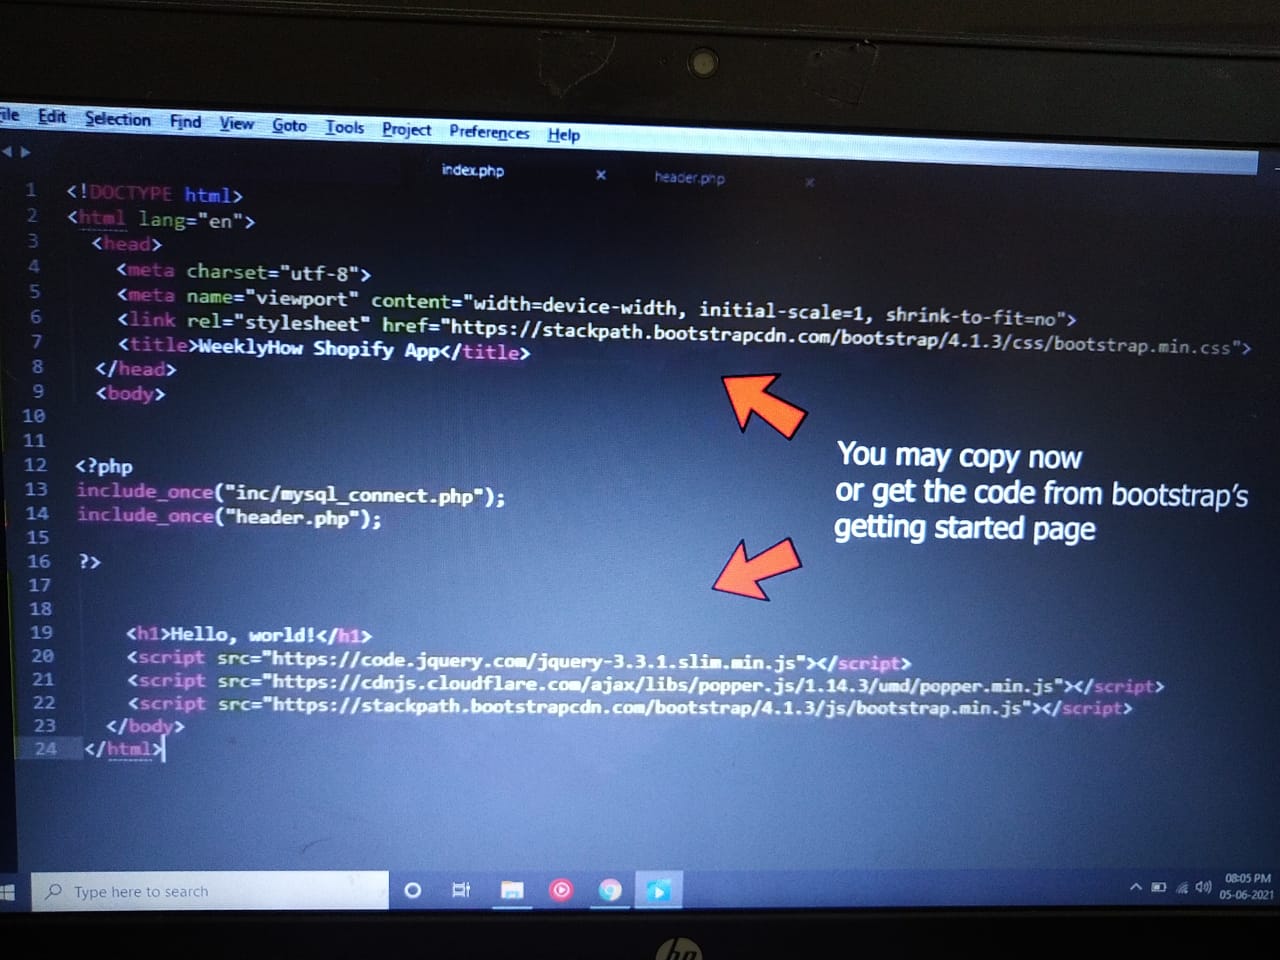 File Edit Selection Find View Goto Tools Project Preferences Help
index.php × header.php ×
1 <!DOCTYPE html>
2 <html lang="en">
3 <head>
4 <meta charset="utf-8">
5 <meta name="viewport" content="width=device-width, initial-scale=1, shrink-to-fit=no">
6 <link rel="stylesheet" href="https://stackpath.bootstrapcdn.com/bootstrap/4.1.3/css/bootstrap.min.css">
7 <title>WeeklyHow Shopify App</title>
8 </head>
9 <body>
10
11
12 <?php
13 include_once("inc/mysql_connect.php");
14 include_once("header.php");
15
16 ?>
17
18
19 <h1>Hello, world!</h1>
20 <script src="https://code.jquery.com/jquery-3.3.1.slim.min.js"></script>
21 <script src="https://cdnjs.cloudflare.com/ajax/libs/popper.js/1.14.3/umd/popper.min.js"></script>
22 <script src="https://stackpath.bootstrapcdn.com/bootstrap/4.1.3/js/bootstrap.min.js"></script>
23 </body>
24 </html>
You may copy now
or get the code from bootstrap's
getting started page
Type here to search
08:05 PM
05-06-2021
hp